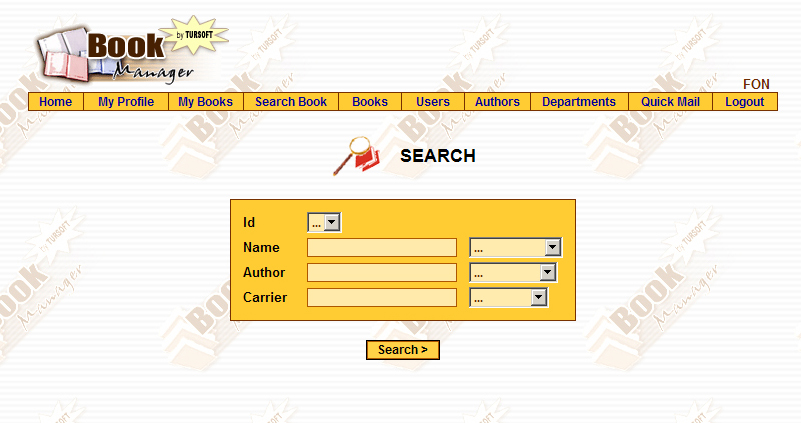 Book Manager
by TURSOFT
FON
Home My Profile My Books Search Book Books Users Authors Departments Quick Mail Logout
SEARCH
Id ...
Name ...
Author ...
Carrier ...
Search >